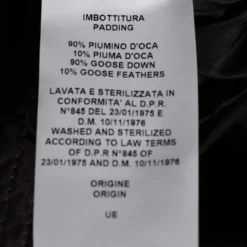 IMBOTTITURA
PADDING
90% PIUMINO D'OCA
10% PIUMA D'OCA
90% GOOSE DOWN
10% GOOSE FEATHERS
LAVATA E STERILIZZATA IN
CONFORMITA' AL D.P.R.
N°845 DEL 23/01/1975 E
D.M. 10/11/1976
WASHED AND STERILIZED
ACCORDING TO LAW TERMS
OF D.P.R N°845 OF
23/01/1975 AND D.M. 10/11/1976
ORIGINE
ORIGIN
UE